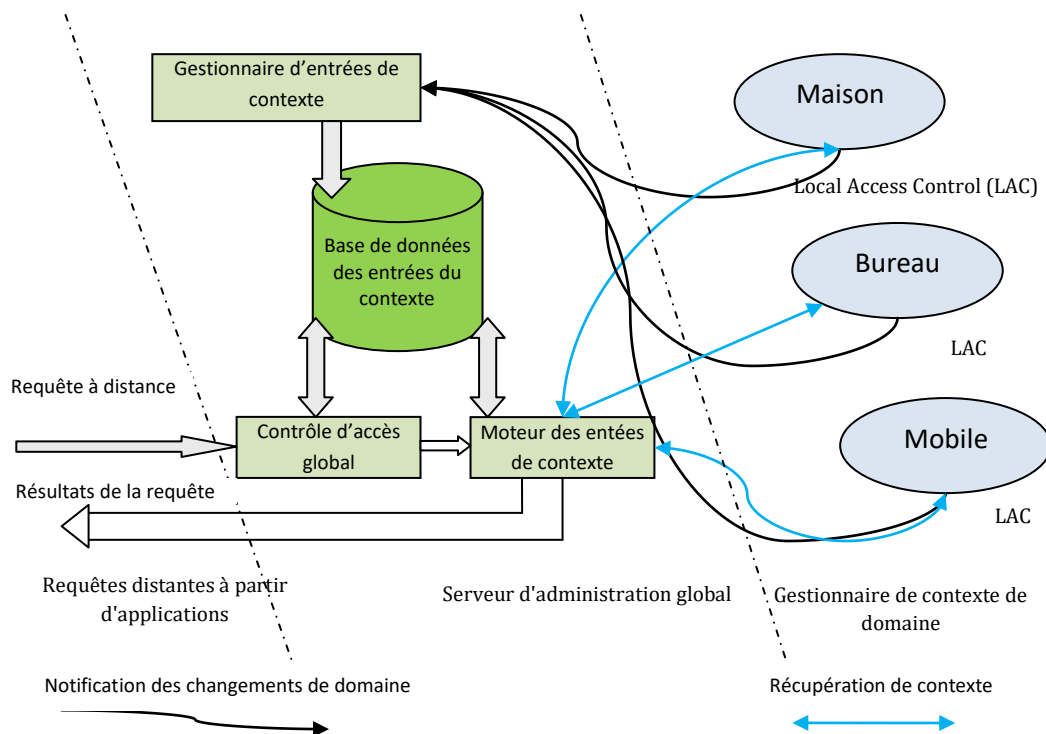 Gestionnaire d'entrées de
contexte
Maison
Local Access Control (LAC)
Base de données
des entrées du
contexte
Bureau
LAC
Requête à distance
Contrôle d'accès
global
Moteur des entées
de contexte
Mobile
LAC
Résultats de la requête
Requêtes distantes à partir
d'applications
Serveur d'administration global
Gestionnaire de contexte de
domaine
Notification des changements de domaine
Récupération de contexte